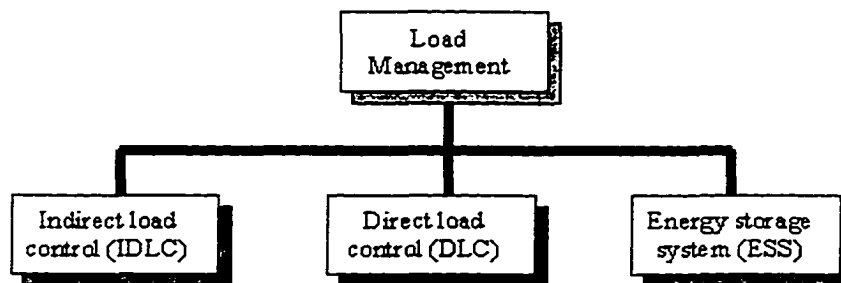 Load
Management
Indirect load
control (IDLC)
Direct load
control (DLC)
Energy storage
system (ESS)